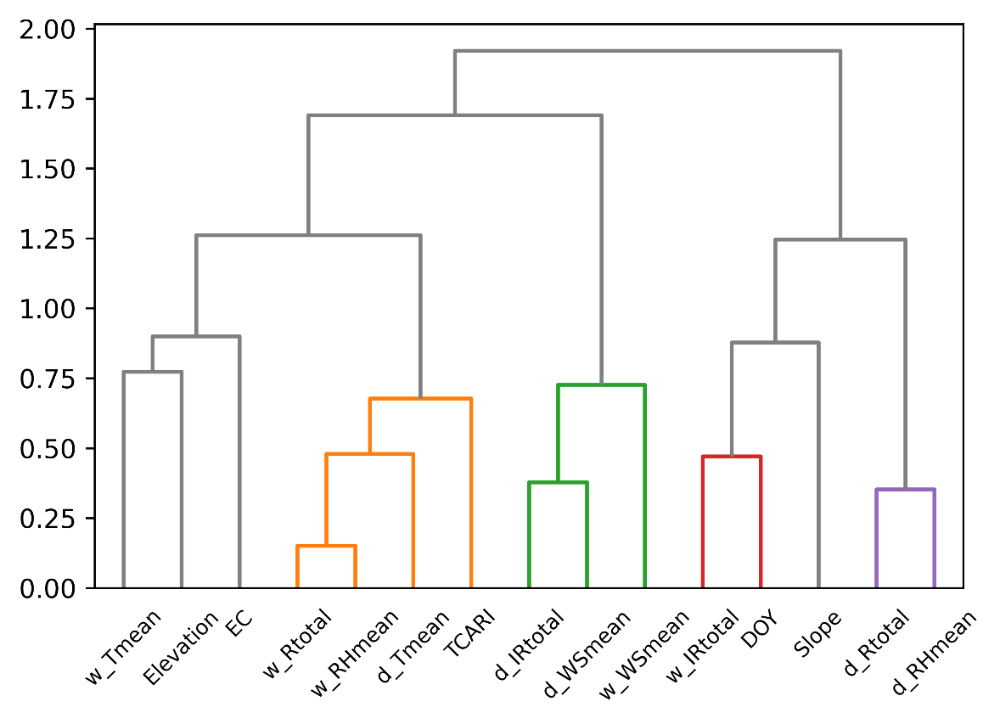 2.00
1.75
1.50
1.25
1.00
0.75
0.50
0.25
0.00
w_Tmean
Elevation
EC
w_Rtotal
w_RHmean
d_Tmean
TCARI
d_IRtotal
d_WSmean
w_WSmean
w_IRtotal
DOY
Slope
d_Rtotal
d_RHmean